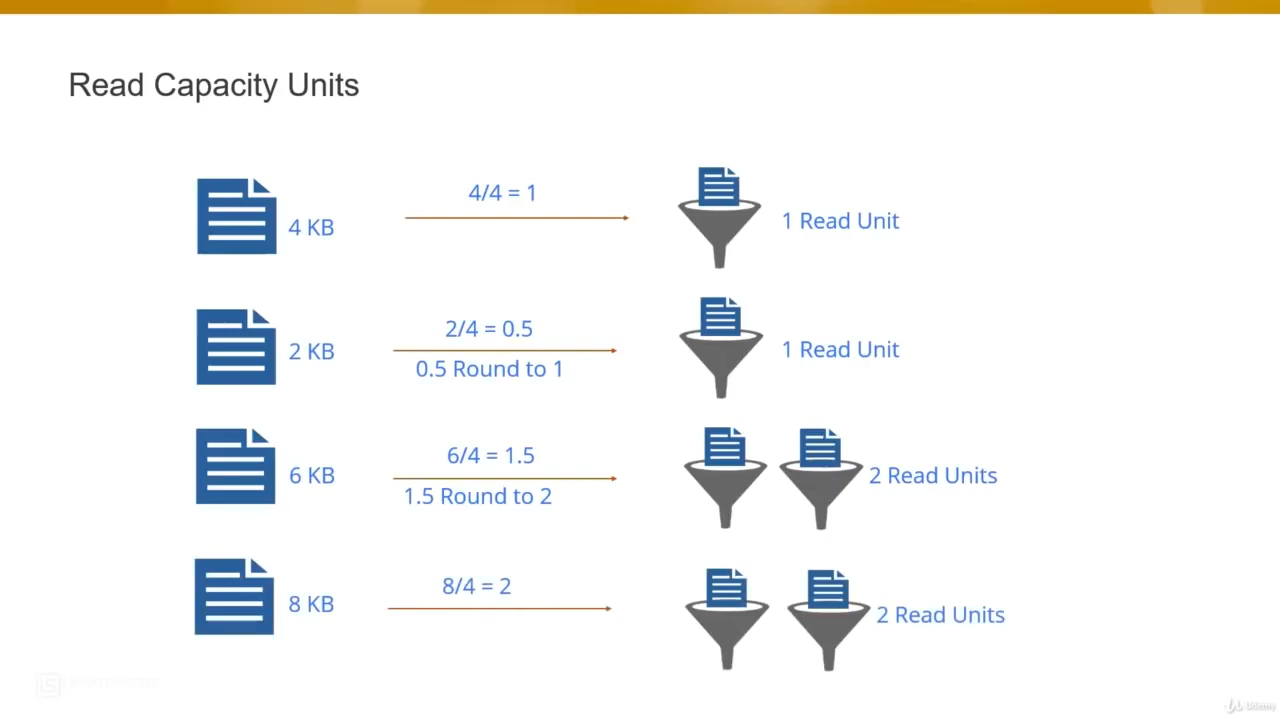 Read Capacity Units
4/4 = 1
4 KB
1 Read Unit
2/4 = 0.5
2 KB
1 Read Unit
0.5 Round to 1
6/4 = 1.5
6 KB
2 Read Units
1.5 Round to 2
8/4 = 2
8 KB
2 Read Units
Udemy